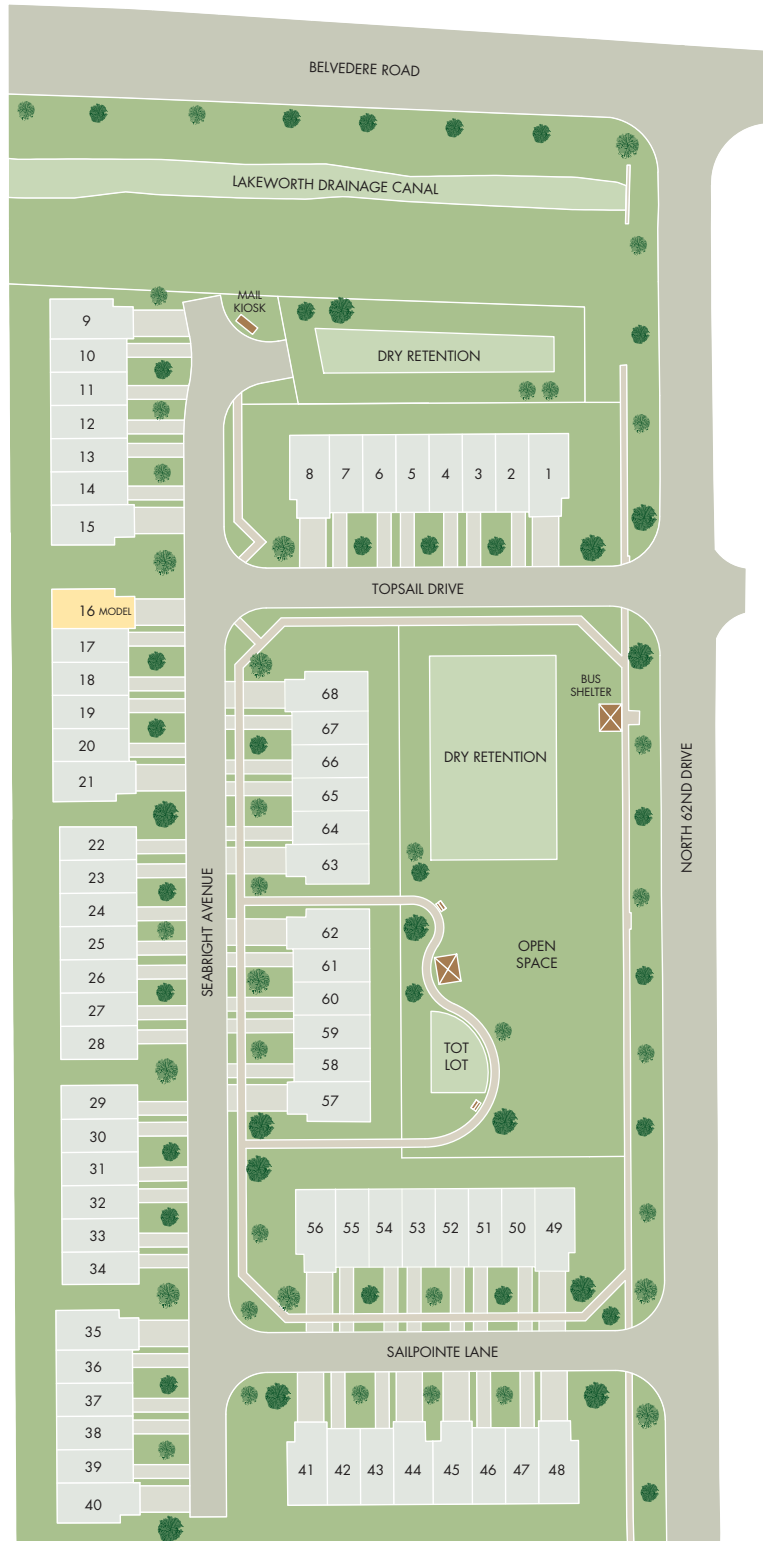 BELVEDERE ROAD
LAKEWORTH DRAINAGE CANAL
MAIL
KIOSK
DRY RETENTION
9
10
11
12
13
14
15
8 7 6 5 4 3 2 1
TOPSAIL DRIVE
16 MODEL
17
18
19
20
21
68
67
66
65
64
63
DRY RETENTION
BUS
SHELTER
NORTH 62ND DRIVE
SEABRIGHT AVENUE
22
23
24
25
26
27
28
62
61
60
59
58
57
OPEN
SPACE
TOT
LOT
29
30
31
32
33
34
56 55 54 53 52 51 50 49
SAILPOINTE LANE
35
36
37
38
39
40
41 42 43 44 45 46 47 48